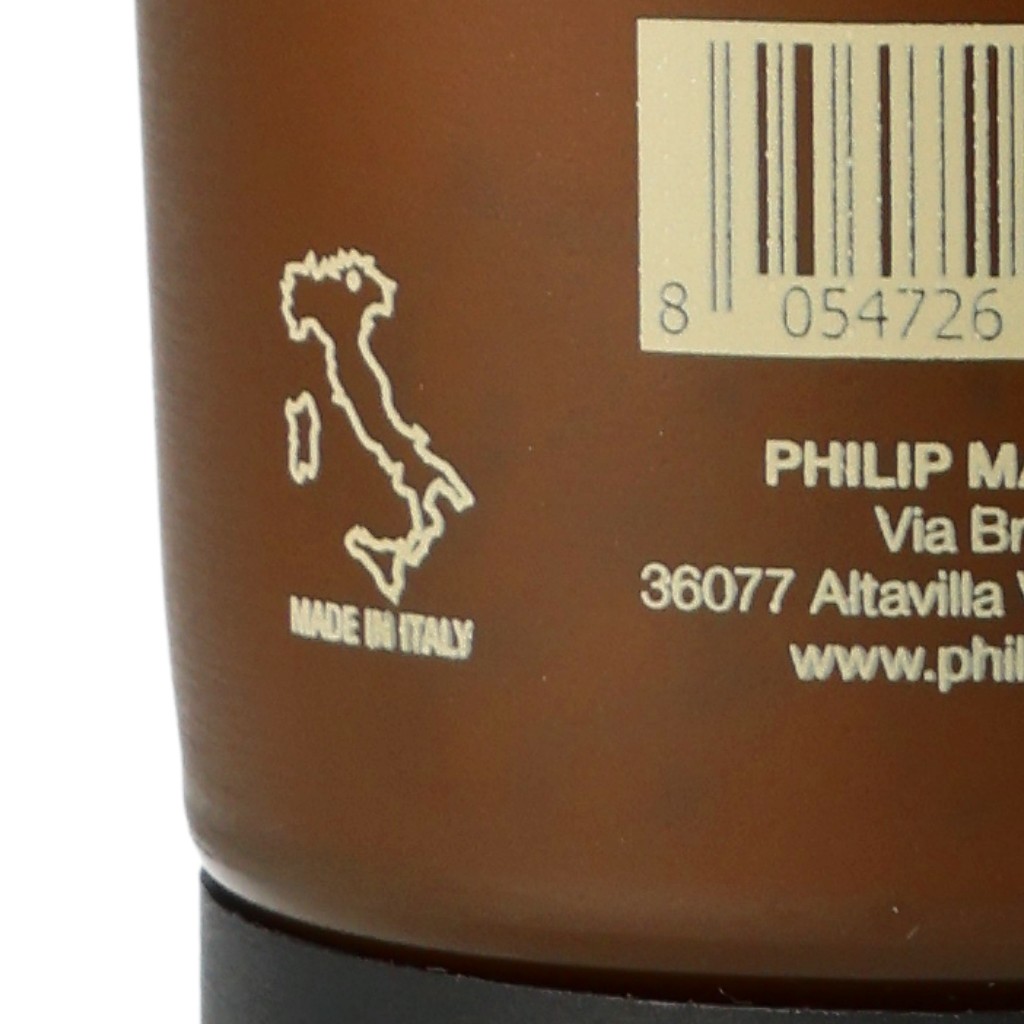 8 054726
PHILIP MA
Via Br
36077 Altavilla V
www.phil
MADE IN ITALY